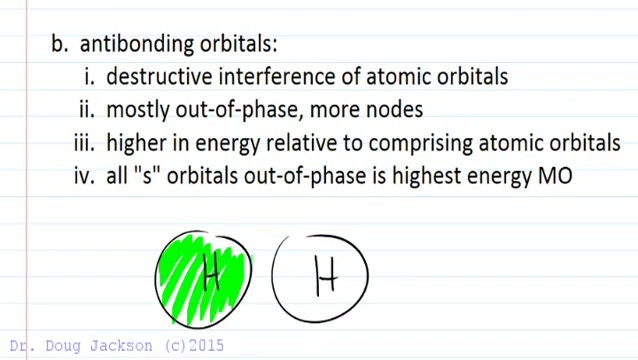 b. antibonding orbitals:
i. destructive interference of atomic orbitals
ii. mostly out-of-phase, more nodes
iii. higher in energy relative to comprising atomic orbitals
iv. all "s" orbitals out-of-phase is highest energy MO
H H
Dr. Doug Jackson (c)2015